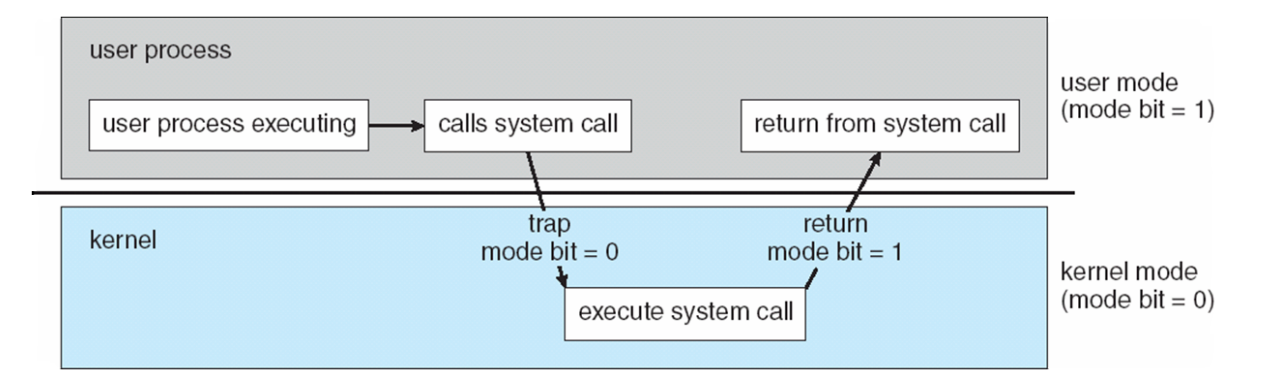 user process
user process executing
calls system call
return from system call
user mode
(mode bit = 1)
kernel
trap
mode bit = 0
return
mode bit = 1
execute system call
kernel mode
(mode bit = 0)